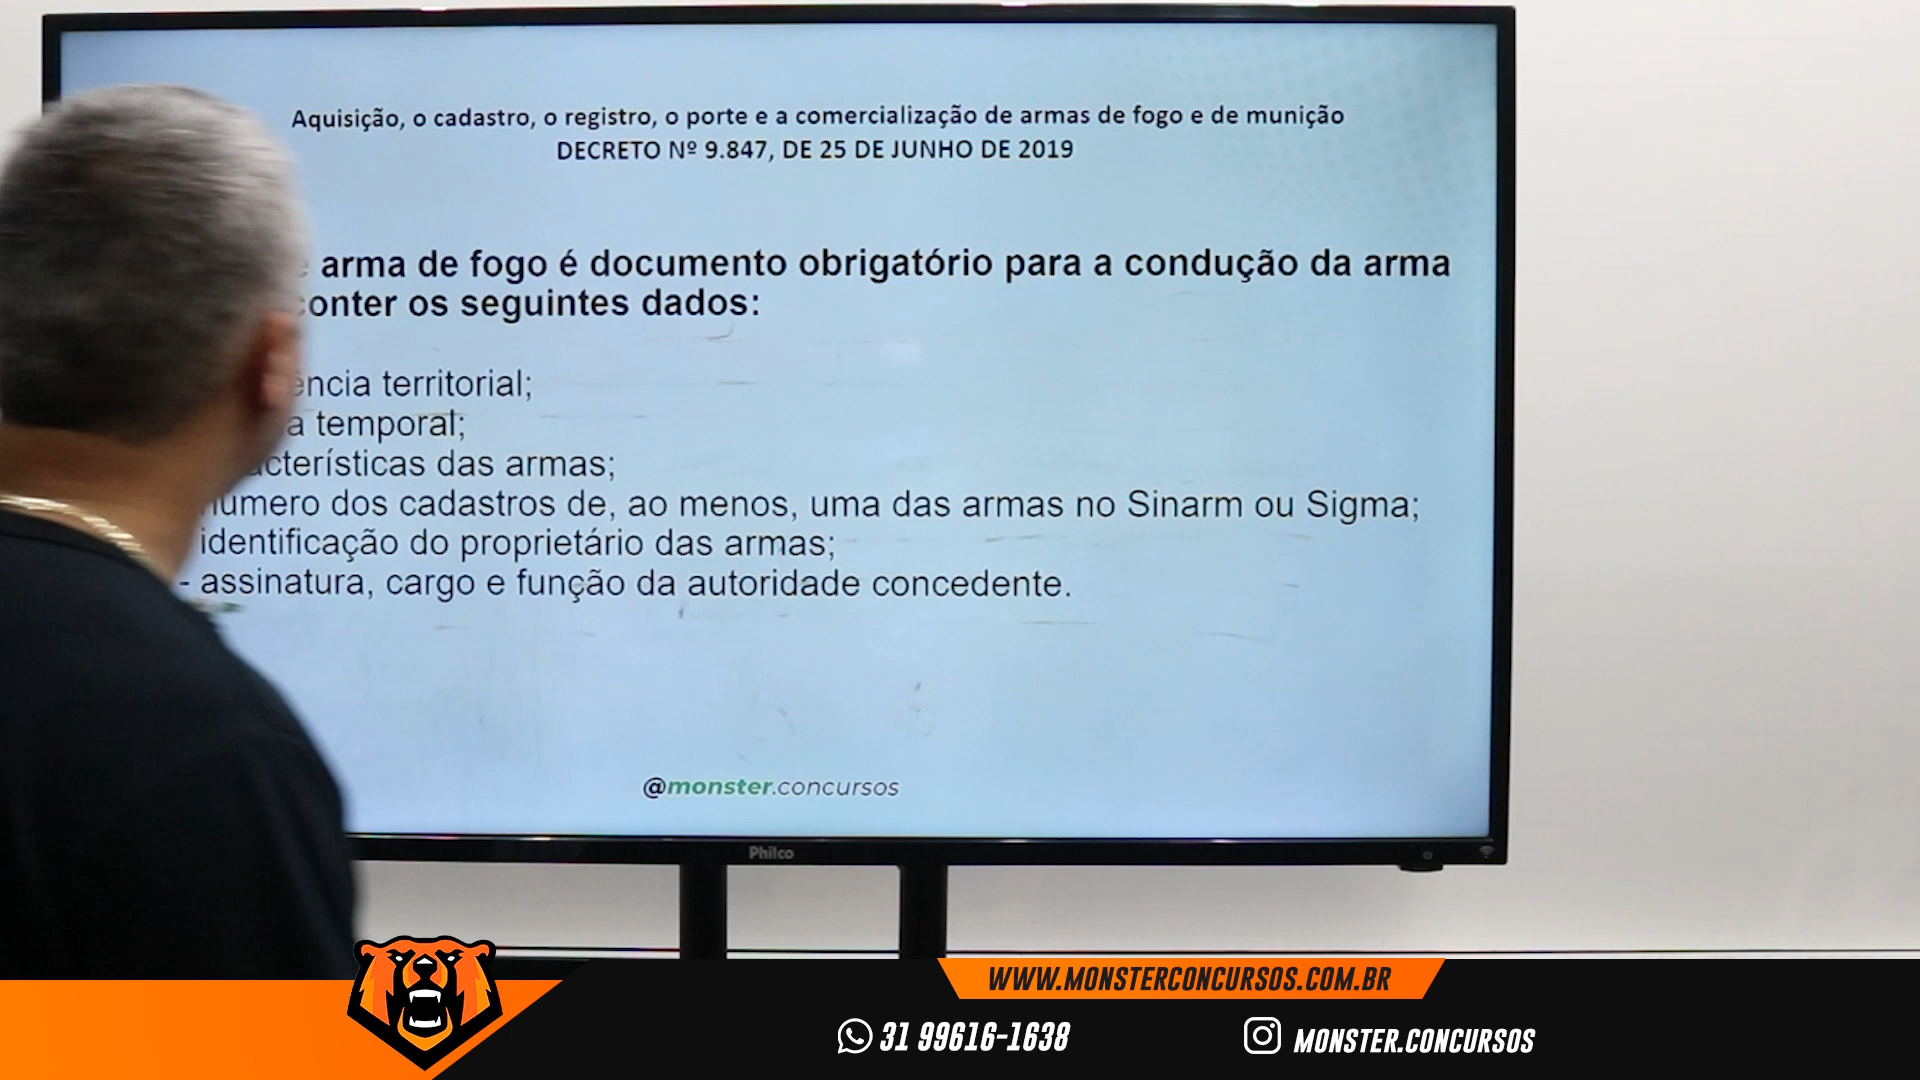 Aquisição, o cadastro, o registro, o porte e a comercialização de armas de fogo e de munição
DECRETO Nº 9.847, DE 25 DE JUNHO DE 2019
arma de fogo é documento obrigatório para a condução da arma
conter os seguintes dados:
territorial;
temporal;
características das armas;
número dos cadastros de, ao menos, uma das armas no Sinarm ou Sigma;
identificação do proprietário das armas;
- assinatura, cargo e função da autoridade concedente.
@monster.concursos
Philco
WWW.MONSTERCONCURSOS.COM.BR
31 99616-1638
MONSTER.CONCURSOS